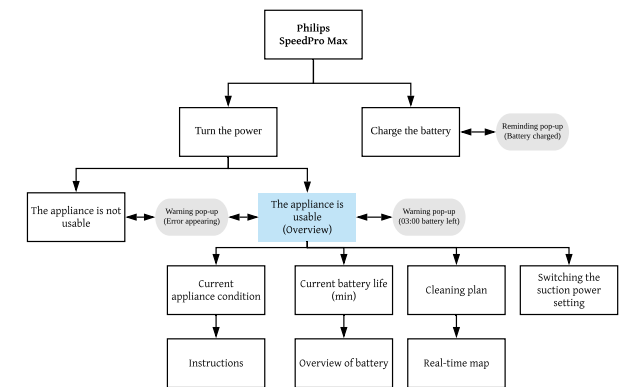 Philips
SpeedPro Max
Turn the power
Charge the battery
Reminding pop-up
(Battery charged)
The appliance is not
usable
Warning pop-up
(Error appearing)
The appliance is
usable
(Overview)
Warning pop-up
(03:00 battery left)
Current
appliance condition
Current battery life
(min)
Cleaning plan
Switching the
suction power
setting
Instructions
Overview of battery
Real-time map